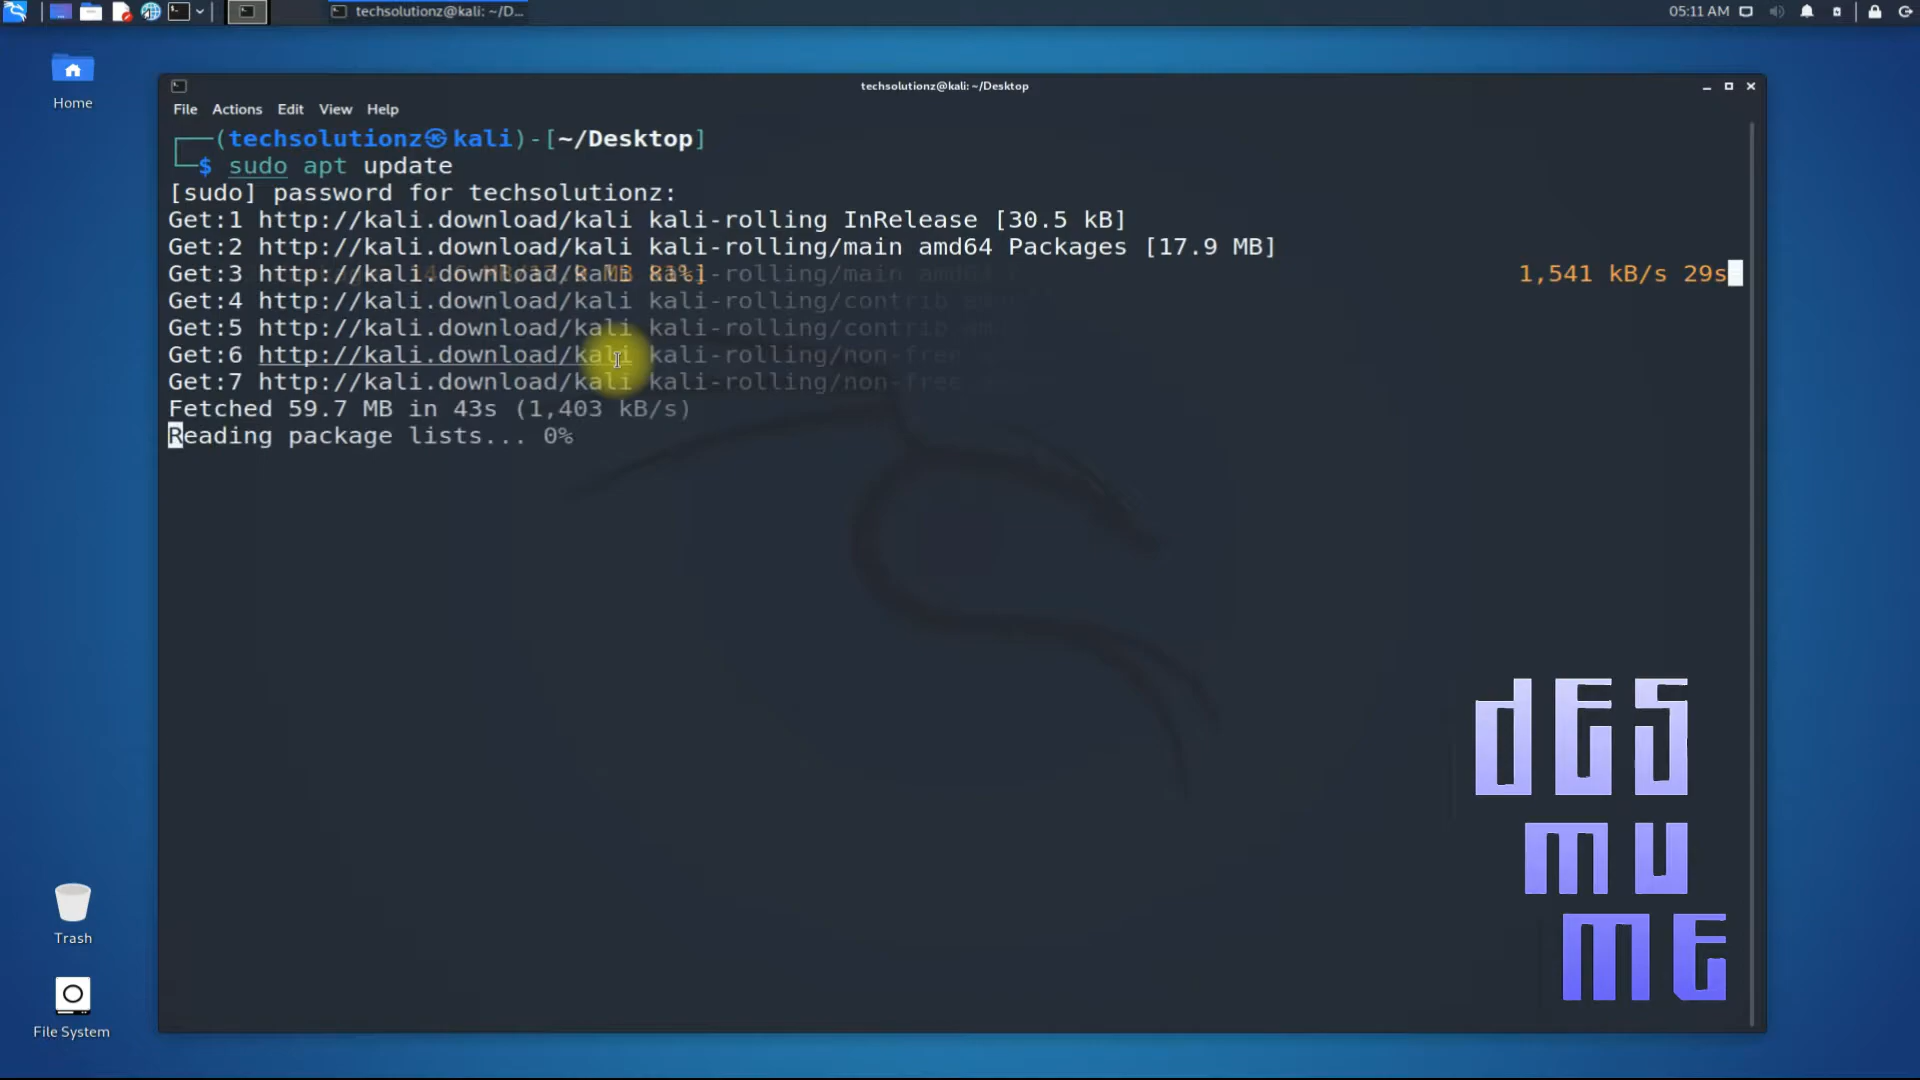 techsolutionz@kali: ~/D...
05:11 AM
Home
techsolutionz@kali: ~/Desktop
File Actions Edit View Help
┌──(techsolutionz㉿kali)-[~/Desktop]
└─$ sudo apt update
[sudo] password for techsolutionz:
Get:1 http://kali.download/kali kali-rolling InRelease [30.5 kB]
Get:2 http://kali.download/kali kali-rolling/main amd64 Packages [17.9 MB]
Get:3 http://kali.download/kali kali-rolling/main amd64 81%] 1,541 kB/s 29s
Get:4 http://kali.download/kali kali-rolling/contrib
Get:5 http://kali.download/kali kali-rolling/contrib
Get:6 http://kali.download/kali kali-rolling/non-free
Get:7 http://kali.download/kali kali-rolling/non-free
Fetched 59.7 MB in 43s (1,403 kB/s)
Reading package lists... 0%
dES
mu
mE
Trash
File System